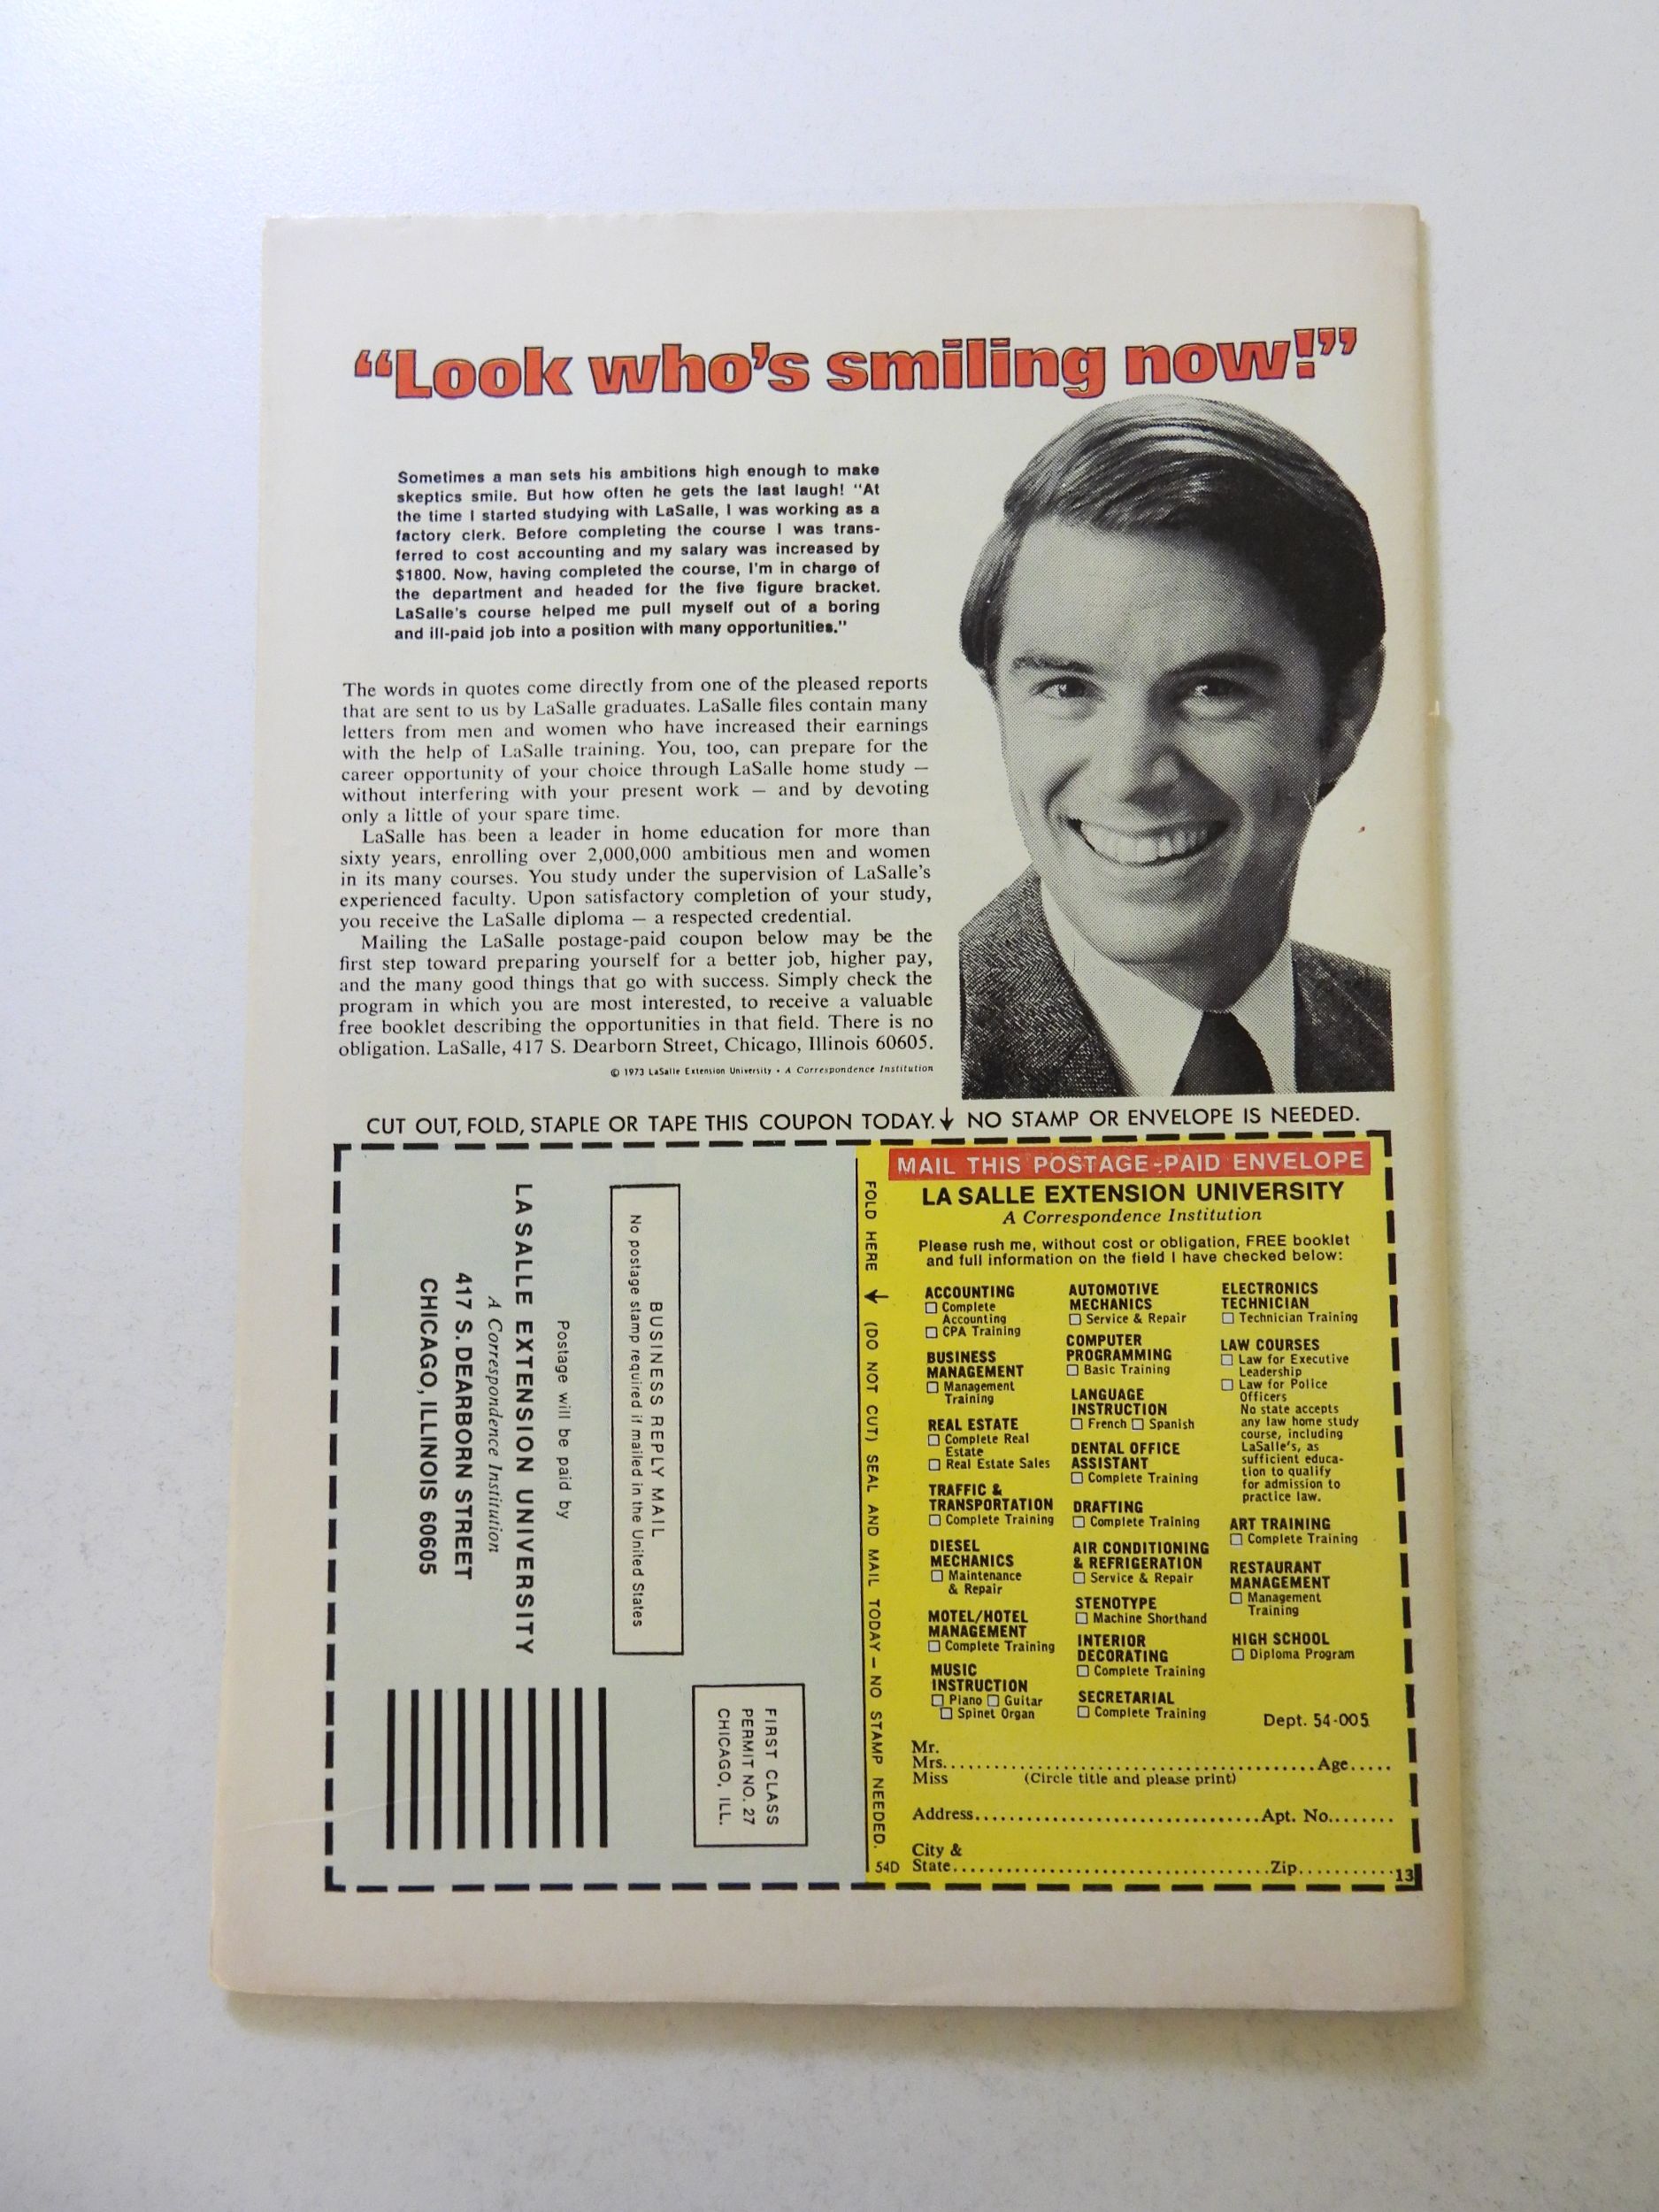 “Look who’s smiling now!”
Sometimes a man sets his ambitions high enough to make
skeptics smile. But how often he gets the last laugh! "At
the time I started studying with LaSalle, I was working as a
factory clerk. Before completing the course I was trans-
ferred to cost accounting and my salary was increased by
$1800. Now, having completed the course, I'm in charge of
the department and headed for the five figure bracket.
LaSalle's course helped me pull myself out of a boring
and ill-paid job into a position with many opportunities."
The words in quotes come directly from one of the pleased reports
that are sent to us by LaSalle graduates. LaSalle files contain many
letters from men and women who have increased their earnings
with the help of LaSalle training. You, too, can prepare for the
career opportunity of your choice through LaSalle home study —
without interfering with your present work — and by devoting
only a little of your spare time.
LaSalle has been a leader in home education for more than
sixty years, enrolling over 2,000,000 ambitious men and women
in its many courses. You study under the supervision of LaSalle's
experienced faculty. Upon satisfactory completion of your study,
you receive the LaSalle diploma — a respected credential.
Mailing the LaSalle postage-paid coupon below may be the
first step toward preparing yourself for a better job, higher pay,
and the many good things that go with success. Simply check the
program in which you are most interested, to receive a valuable
free booklet describing the opportunities in that field. There is no
obligation. LaSalle, 417 S. Dearborn Street, Chicago, Illinois 60605.
© 1973 LaSalle Extension University • A Correspondence Institution
CUT OUT, FOLD, STAPLE OR TAPE THIS COUPON TODAY.↓ NO STAMP OR ENVELOPE IS NEEDED.
FIRST CLASS
PERMIT NO. 27
CHICAGO, ILL.
BUSINESS REPLY MAIL
No postage stamp required if mailed in the United States
Postage will be paid by
LA SALLE EXTENSION UNIVERSITY
A Correspondence Institution
417 S. DEARBORN STREET
CHICAGO, ILLINOIS 60605
FOLD HERE ↓ (DO NOT CUT) SEAL AND MAIL TODAY — NO STAMP NEEDED.
54D
MAIL THIS POSTAGE-PAID ENVELOPE
LA SALLE EXTENSION UNIVERSITY
A Correspondence Institution
Please rush me, without cost or obligation, FREE booklet
and full information on the field I have checked below:
ACCOUNTING
☐ Complete
Accounting
☐ CPA Training
BUSINESS
MANAGEMENT
☐ Management
Training
REAL ESTATE
☐ Complete Real
Estate
☐ Real Estate Sales
TRAFFIC &
TRANSPORTATION
☐ Complete Training
DIESEL
MECHANICS
☐ Maintenance
& Repair
MOTEL/HOTEL
MANAGEMENT
☐ Complete Training
MUSIC
INSTRUCTION
☐ Piano ☐ Guitar
☐ Spinet Organ
AUTOMOTIVE
MECHANICS
☐ Service & Repair
COMPUTER
PROGRAMMING
☐ Basic Training
LANGUAGE
INSTRUCTION
☐ French ☐ Spanish
DENTAL OFFICE
ASSISTANT
☐ Complete Training
DRAFTING
☐ Complete Training
AIR CONDITIONING
& REFRIGERATION
☐ Service & Repair
STENOTYPE
☐ Machine Shorthand
INTERIOR
DECORATING
☐ Complete Training
SECRETARIAL
☐ Complete Training
ELECTRONICS
TECHNICIAN
☐ Technician Training
LAW COURSES
☐ Law for Executive
Leadership
☐ Law for Police
Officers
No state accepts
any law home study
course, including
LaSalle's, as
sufficient educa-
tion to qualify
for admission to
practice law.
ART TRAINING
☐ Complete Training
RESTAURANT
MANAGEMENT
☐ Management
Training
HIGH SCHOOL
☐ Diploma Program
Dept. 54-005
Mr.
Mrs. Age
Miss (Circle title and please print)
Address Apt. No.
City &
State Zip 13